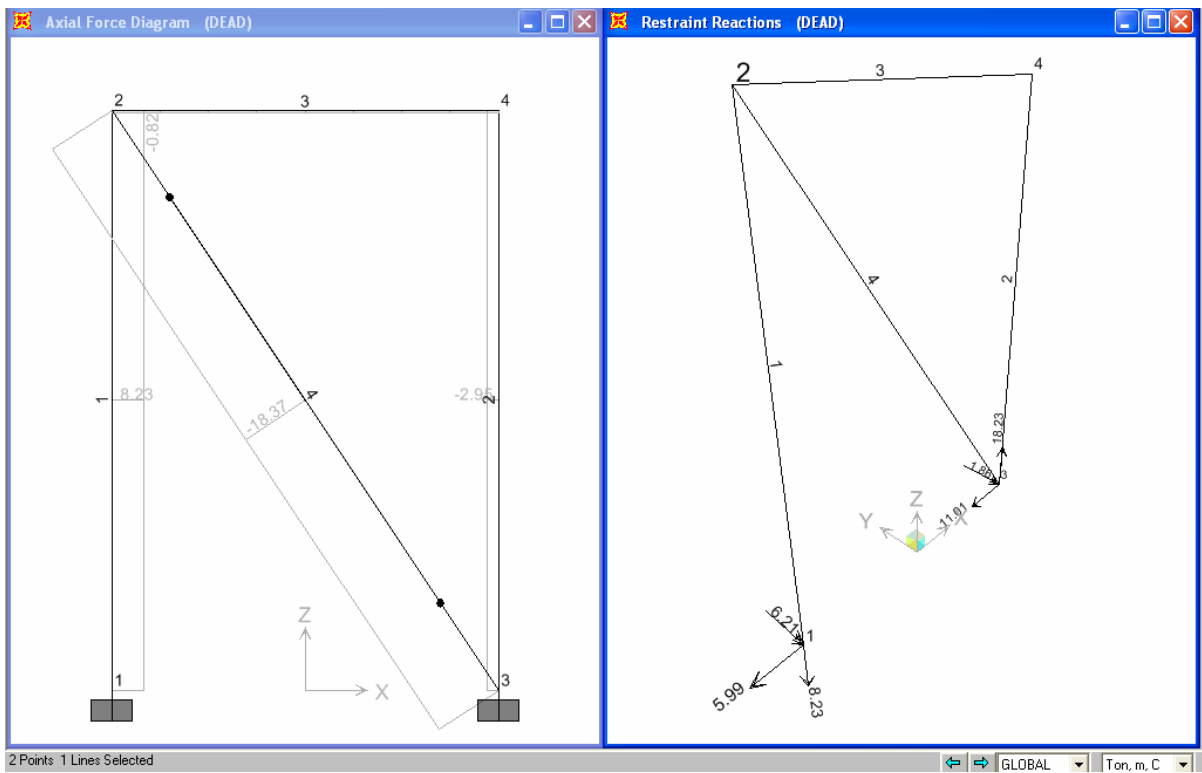 Axial Force Diagram (DEAD)
2
3
4
-0.82
1
8.23
-18.37
4
-2.95
2
Z
X
1
3
Restraint Reactions (DEAD)
2
3
4
4
2
1
18.23
1.88
3
11.01
Z
Y
X
6.21
1
5.99
8.23
2 Points 1 Lines Selected
GLOBAL
Ton, m, C